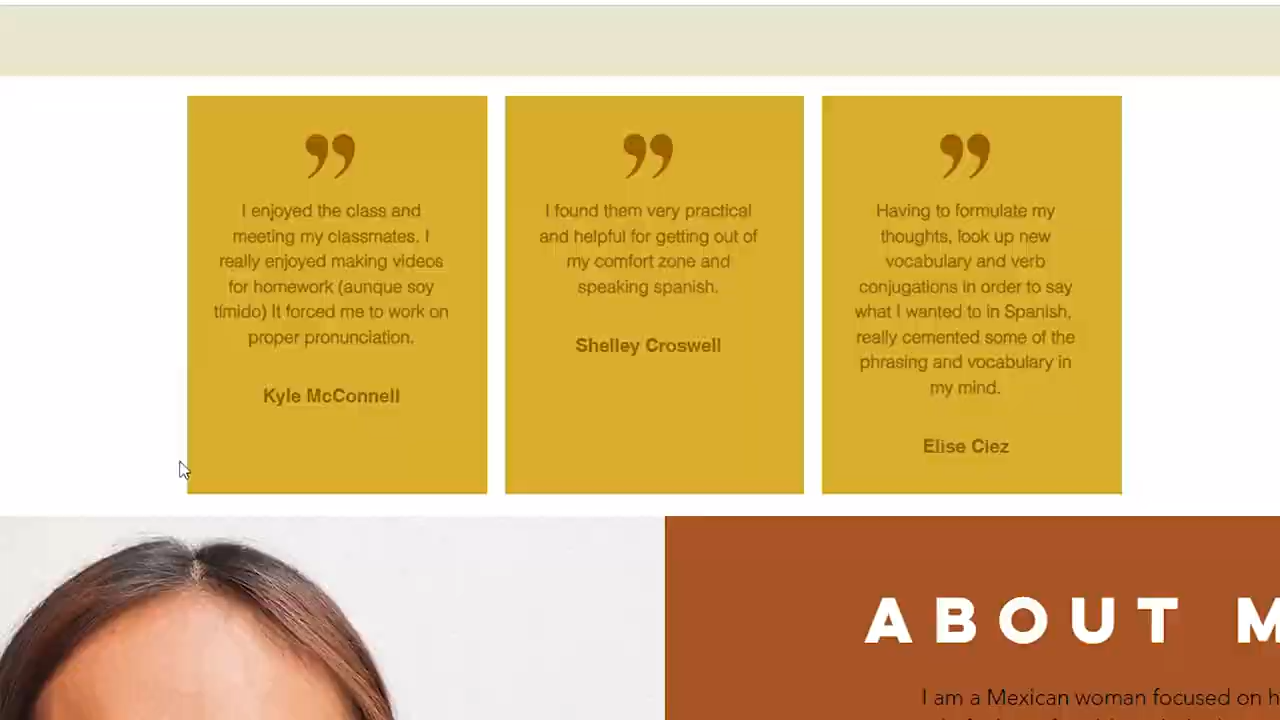 ”
I enjoyed the class and
meeting my classmates. I
really enjoyed making videos
for homework (aunque soy
tímido) It forced me to work on
proper pronunciation.
Kyle McConnell
”
I found them very practical
and helpful for getting out of
my comfort zone and
speaking spanish.
Shelley Croswell
”
Having to formulate my
thoughts, look up new
vocabulary and verb
conjugations in order to say
what I wanted to in Spanish,
really cemented some of the
phrasing and vocabulary in
my mind.
Elise Ciez
ABOUT M
I am a Mexican woman focused on h